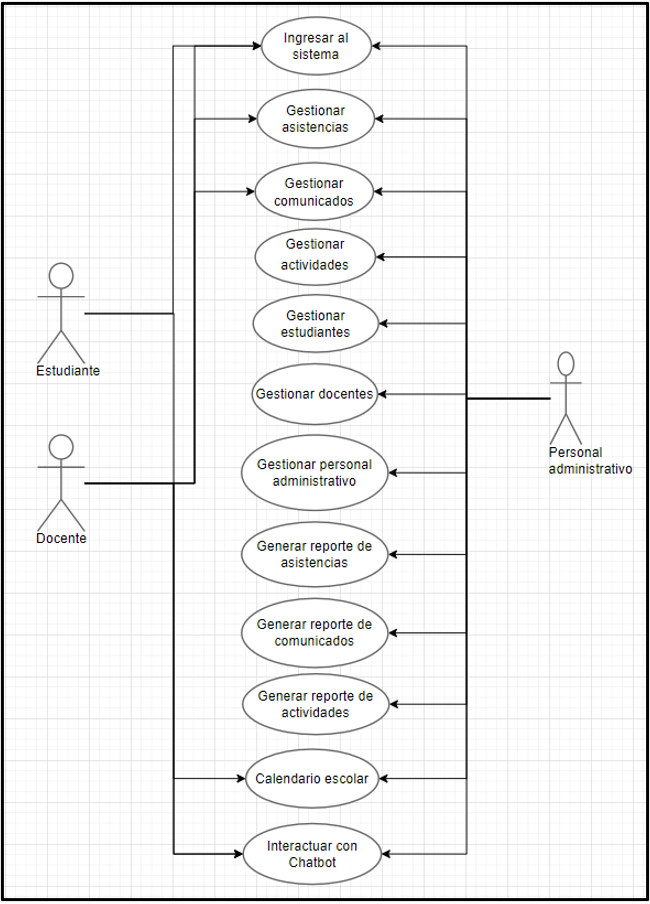 Ingresar al
sistema
Gestionar
asistencias
Gestionar
comunicados
Gestionar
actividades
Gestionar
estudiantes
Estudiante
Gestionar docentes
Personal
administrativo
Gestionar personal
administrativo
Docente
Generar reporte de
asistencias
Generar reporte de
comunicados
Generar reporte de
actividades
Calendario escolar
Interactuar con
Chatbot